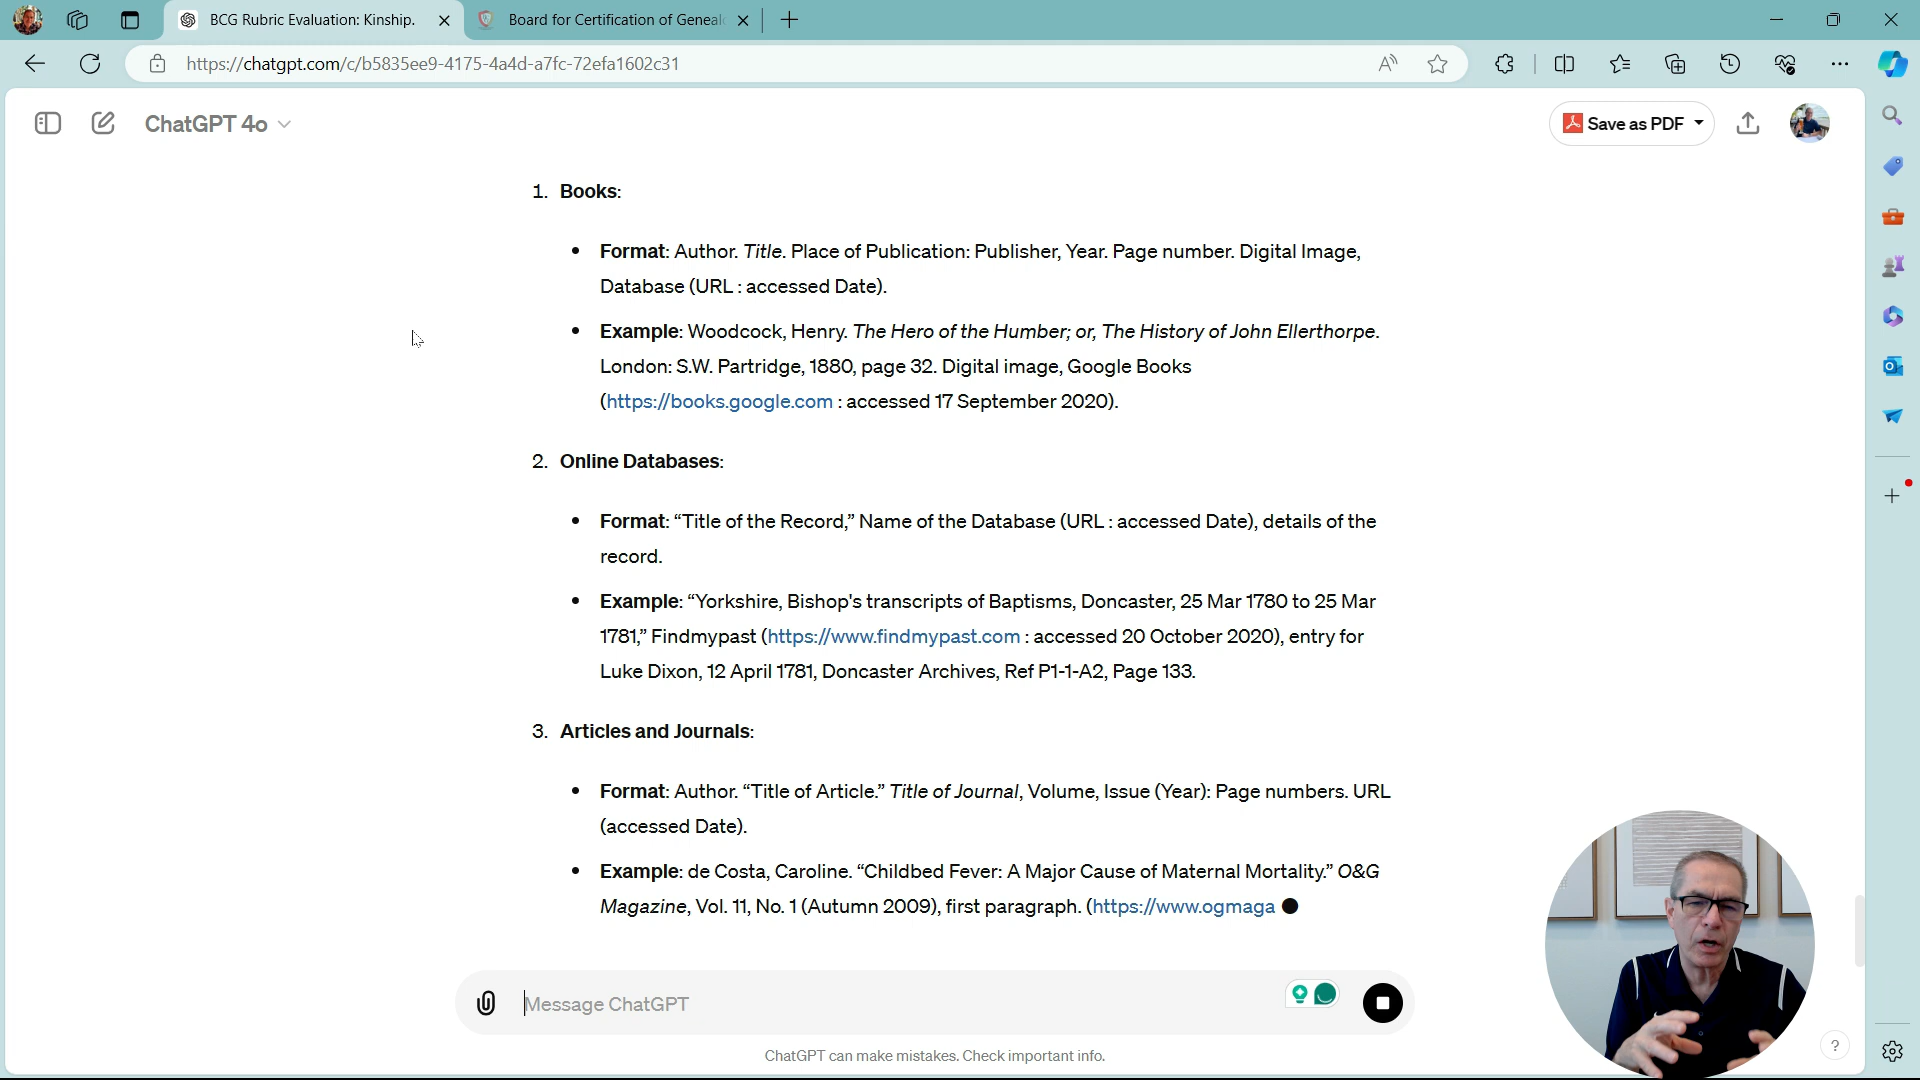 BCG Rubric Evaluation: Kinship.
Board for Certification of Geneal
https://chatgpt.com/c/b5835ee9-4175-4a4d-a7fc-72efa1602c31
ChatGPT 4o
Save as PDF
1. Books:
• Format: Author. Title. Place of Publication: Publisher, Year. Page number. Digital Image,
Database (URL : accessed Date).
• Example: Woodcock, Henry. The Hero of the Humber; or, The History of John Ellerthorpe.
London: S.W. Partridge, 1880, page 32. Digital image, Google Books
(https://books.google.com : accessed 17 September 2020).
2. Online Databases:
• Format: “Title of the Record,” Name of the Database (URL : accessed Date), details of the
record.
• Example: “Yorkshire, Bishop's transcripts of Baptisms, Doncaster, 25 Mar 1780 to 25 Mar
1781,” Findmypast (https://www.findmypast.com : accessed 20 October 2020), entry for
Luke Dixon, 12 April 1781, Doncaster Archives, Ref P1-1-A2, Page 133.
3. Articles and Journals:
• Format: Author. “Title of Article.” Title of Journal, Volume, Issue (Year): Page numbers. URL
(accessed Date).
• Example: de Costa, Caroline. “Childbed Fever: A Major Cause of Maternal Mortality.” O&G
Magazine, Vol. 11, No. 1 (Autumn 2009), first paragraph. (https://www.ogmaga
Message ChatGPT
ChatGPT can make mistakes. Check important info.
?